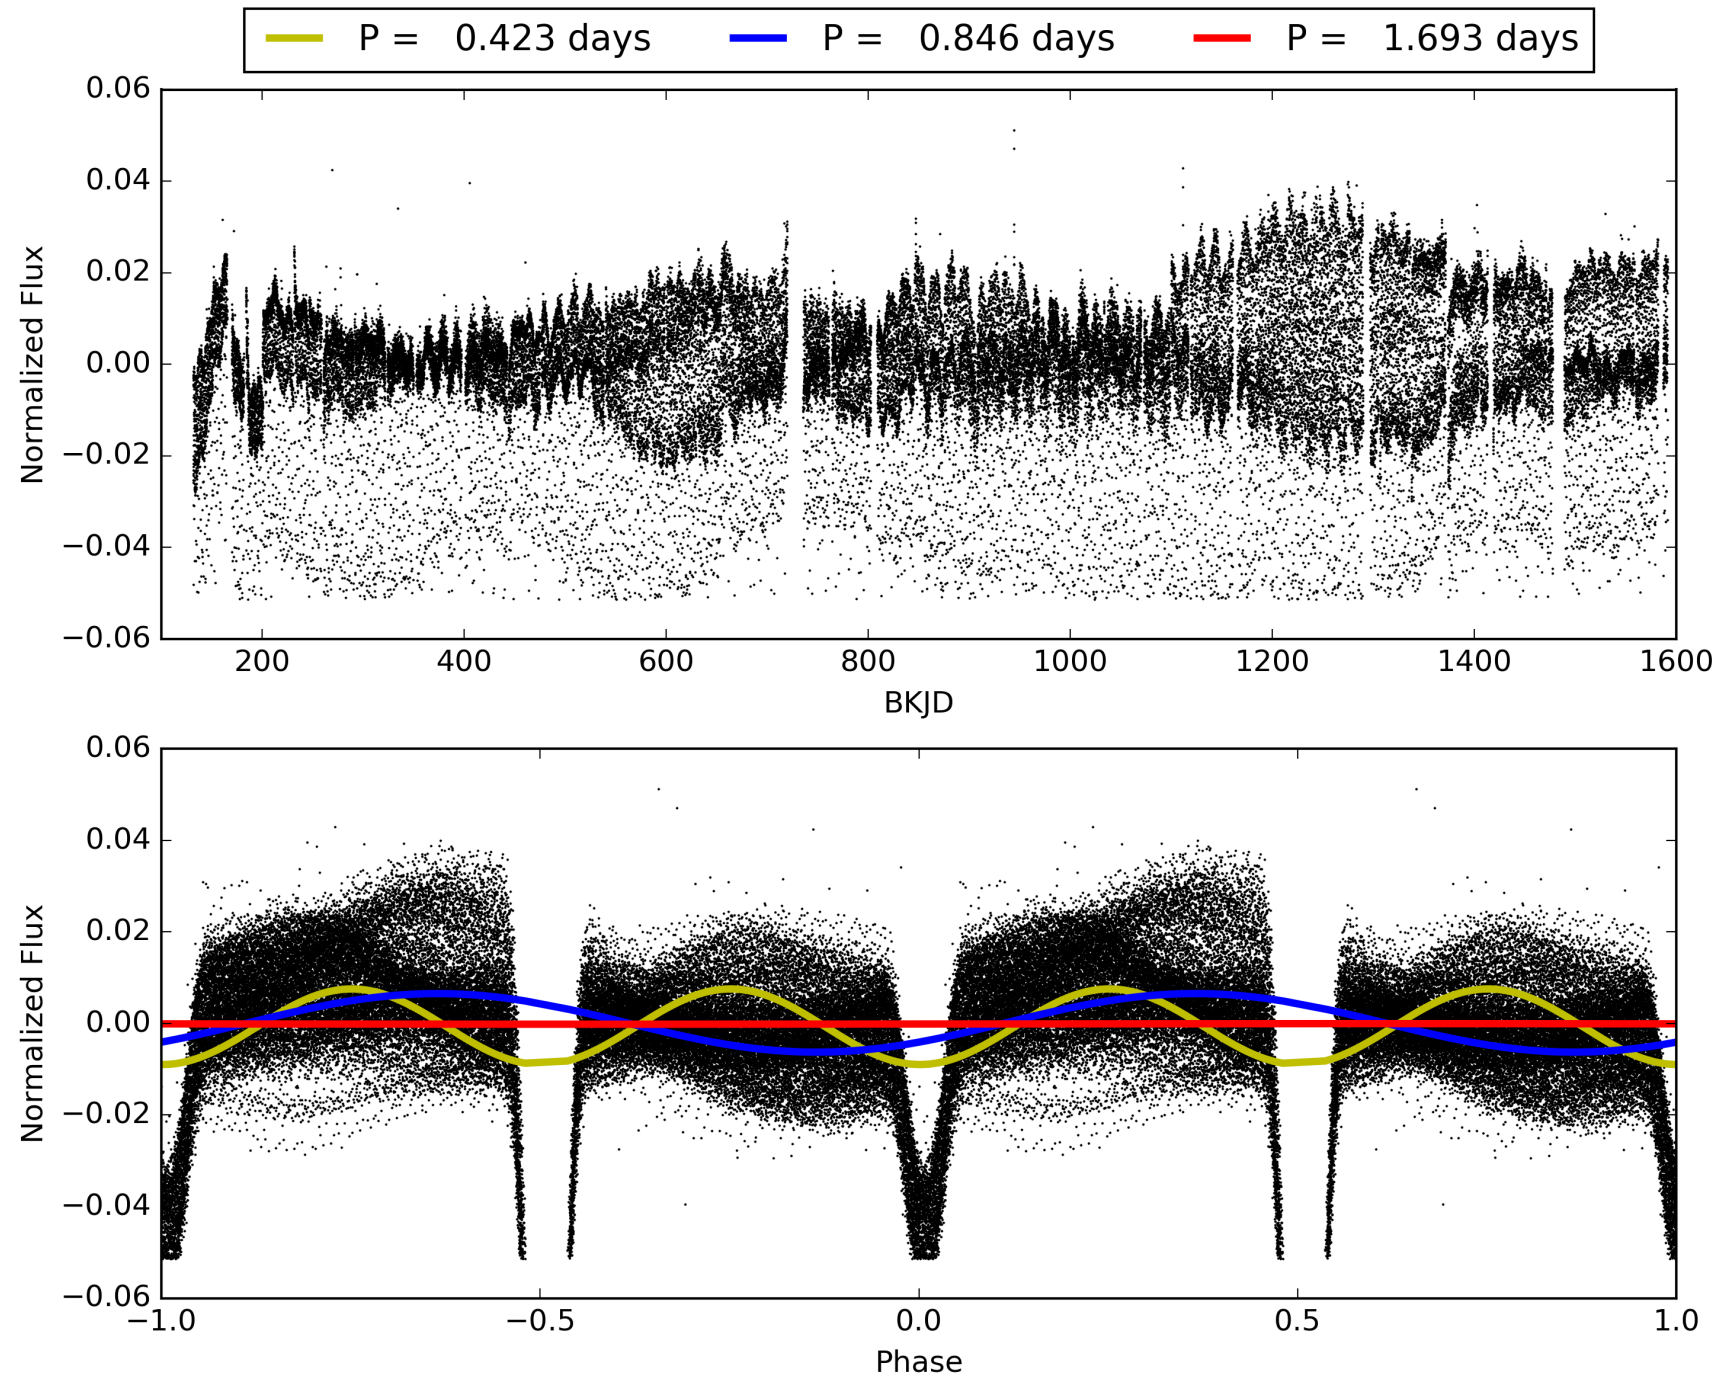 P = 0.423 days P = 0.846 days P = 1.693 days
0.06
0.04
0.02
0.00
−0.02
−0.04
−0.06
Normalized Flux
200 400 600 800 1000 1200 1400 1600
BKJD
0.06
0.04
0.02
0.00
−0.02
−0.04
−0.06
Normalized Flux
−1.0 −0.5 0.0 0.5 1.0
Phase